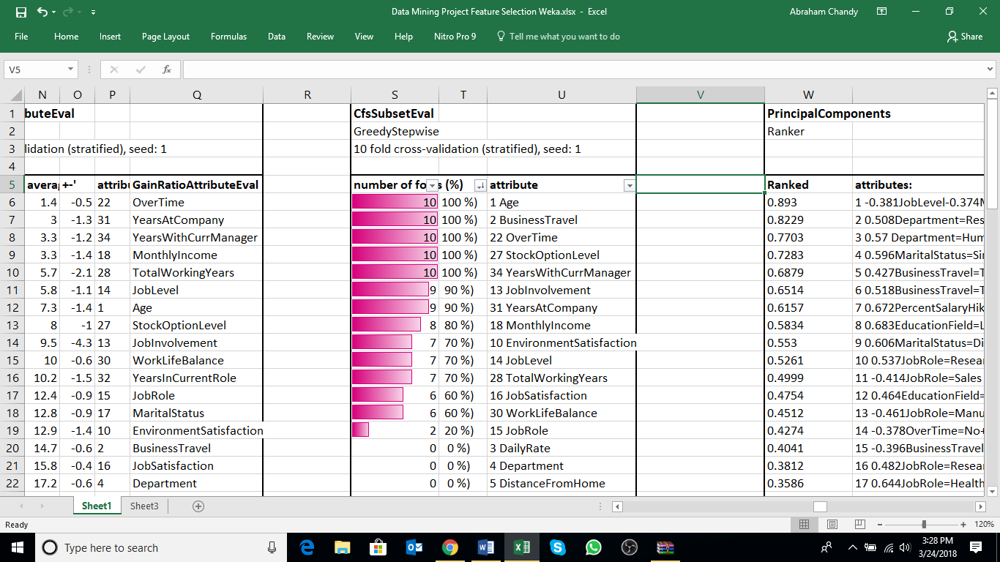 Data Mining Project Feature Selection Weka.xlsx - Excel Abraham Chandy
File Home Insert Page Layout Formulas Data Review View Help Nitro Pro 9 Tell me what you want to do Share
V5 fx
N O P Q R S T U V W
1 buteEval CfsSubsetEval PrincipalComponents
2 GreedyStepwise Ranker
3 lidation (stratified), seed: 1 10 fold cross-validation (stratified), seed: 1
4
5 averag +-' attribu GainRatioAttributeEval number of fo s (%) attribute Ranked attributes:
6 1.4 -0.5 22 OverTime 10 100 %) 1 Age 0.893 1 -0.381JobLevel-0.374M
7 3 -1.3 31 YearsAtCompany 10 100 %) 2 BusinessTravel 0.8229 2 0.508Department=Res
8 3.3 -1.2 34 YearsWithCurrManager 10 100 %) 22 OverTime 0.7703 3 0.57 Department=Hum
9 3.3 -1.4 18 MonthlyIncome 10 100 %) 27 StockOptionLevel 0.7283 4 0.596MaritalStatus=Sin
10 5.7 -2.1 28 TotalWorkingYears 10 100 %) 34 YearsWithCurrManager 0.6879 5 0.427BusinessTravel=T
11 5.8 -1.1 14 JobLevel 9 90 %) 13 JobInvolvement 0.6514 6 0.518BusinessTravel=T
12 7.3 -1.4 1 Age 9 90 %) 31 YearsAtCompany 0.6157 7 0.672PercentSalaryHik
13 8 -1 27 StockOptionLevel 8 80 %) 18 MonthlyIncome 0.5834 8 0.683EducationField=L
14 9.5 -4.3 13 JobInvolvement 7 70 %) 10 EnvironmentSatisfaction 0.553 9 0.606MaritalStatus=Di
15 10 -0.6 30 WorkLifeBalance 7 70 %) 14 JobLevel 0.5261 10 0.537JobRole=Resear
16 10.2 -1.5 32 YearsInCurrentRole 7 70 %) 28 TotalWorkingYears 0.4999 11 -0.414JobRole=Sales
17 12.4 -0.9 15 JobRole 6 60 %) 16 JobSatisfaction 0.4754 12 0.464EducationField=
18 12.8 -0.9 17 MaritalStatus 6 60 %) 30 WorkLifeBalance 0.4512 13 -0.461JobRole=Manu
19 12.9 -1.4 10 EnvironmentSatisfaction 2 20 %) 15 JobRole 0.4274 14 -0.378OverTime=No+
20 14.7 -0.6 2 BusinessTravel 0 0 %) 3 DailyRate 0.4041 15 -0.396BusinessTravel
21 15.8 -0.4 16 JobSatisfaction 0 0 %) 4 Department 0.3812 16 0.482JobRole=Resear
22 17.2 -0.6 4 Department 0 0 %) 5 DistanceFromHome 0.3586 17 0.644JobRole=Health
Sheet1 Sheet3
Ready 120%
Type here to search 3:28 PM
3/24/2018